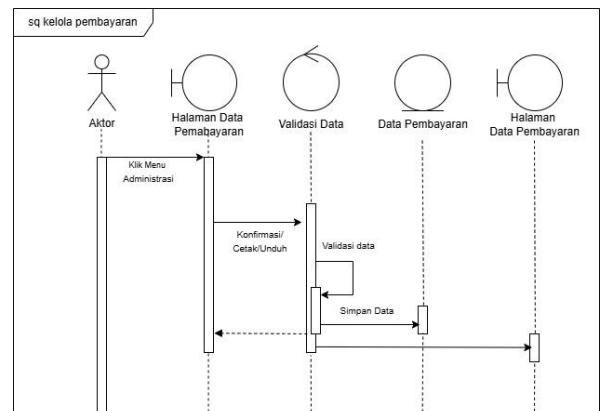 sq kelola pembayaran
Aktor
Halaman Data
Pemabayaran
Validasi Data
Data Pembayaran
Halaman
Data Pembayaran
Klik Menu
Administrasi
Konfirmasi/
Cetak/Unduh
Validasi data
Simpan Data